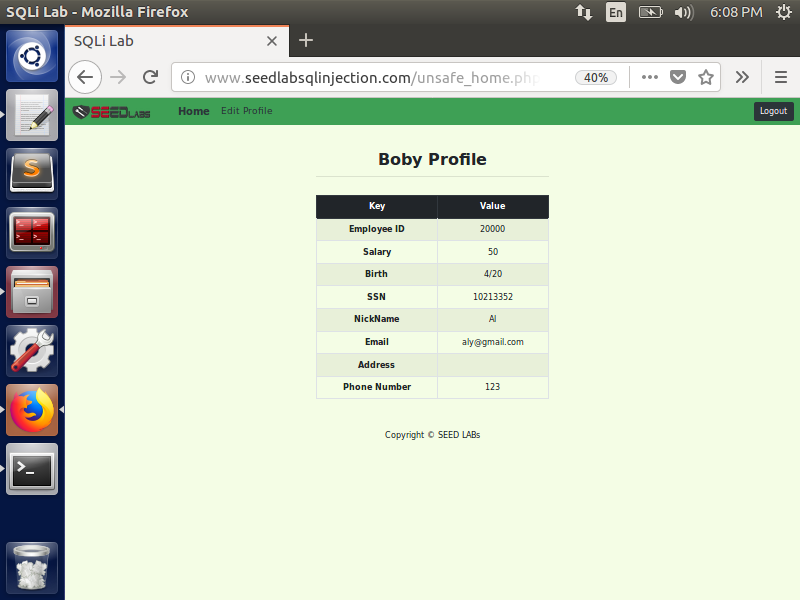 SQLi Lab - Mozilla Firefox
En
6:08 PM
SQLi Lab
www.seedlabsqlinjection.com/unsafe_home.php
40%
SEEDLABS
Home Edit Profile
Logout
Boby Profile
Key Value
Employee ID 20000
Salary 50
Birth 4/20
SSN 10213352
NickName Al
Email aly@gmail.com
Address
Phone Number 123
Copyright © SEED LABs